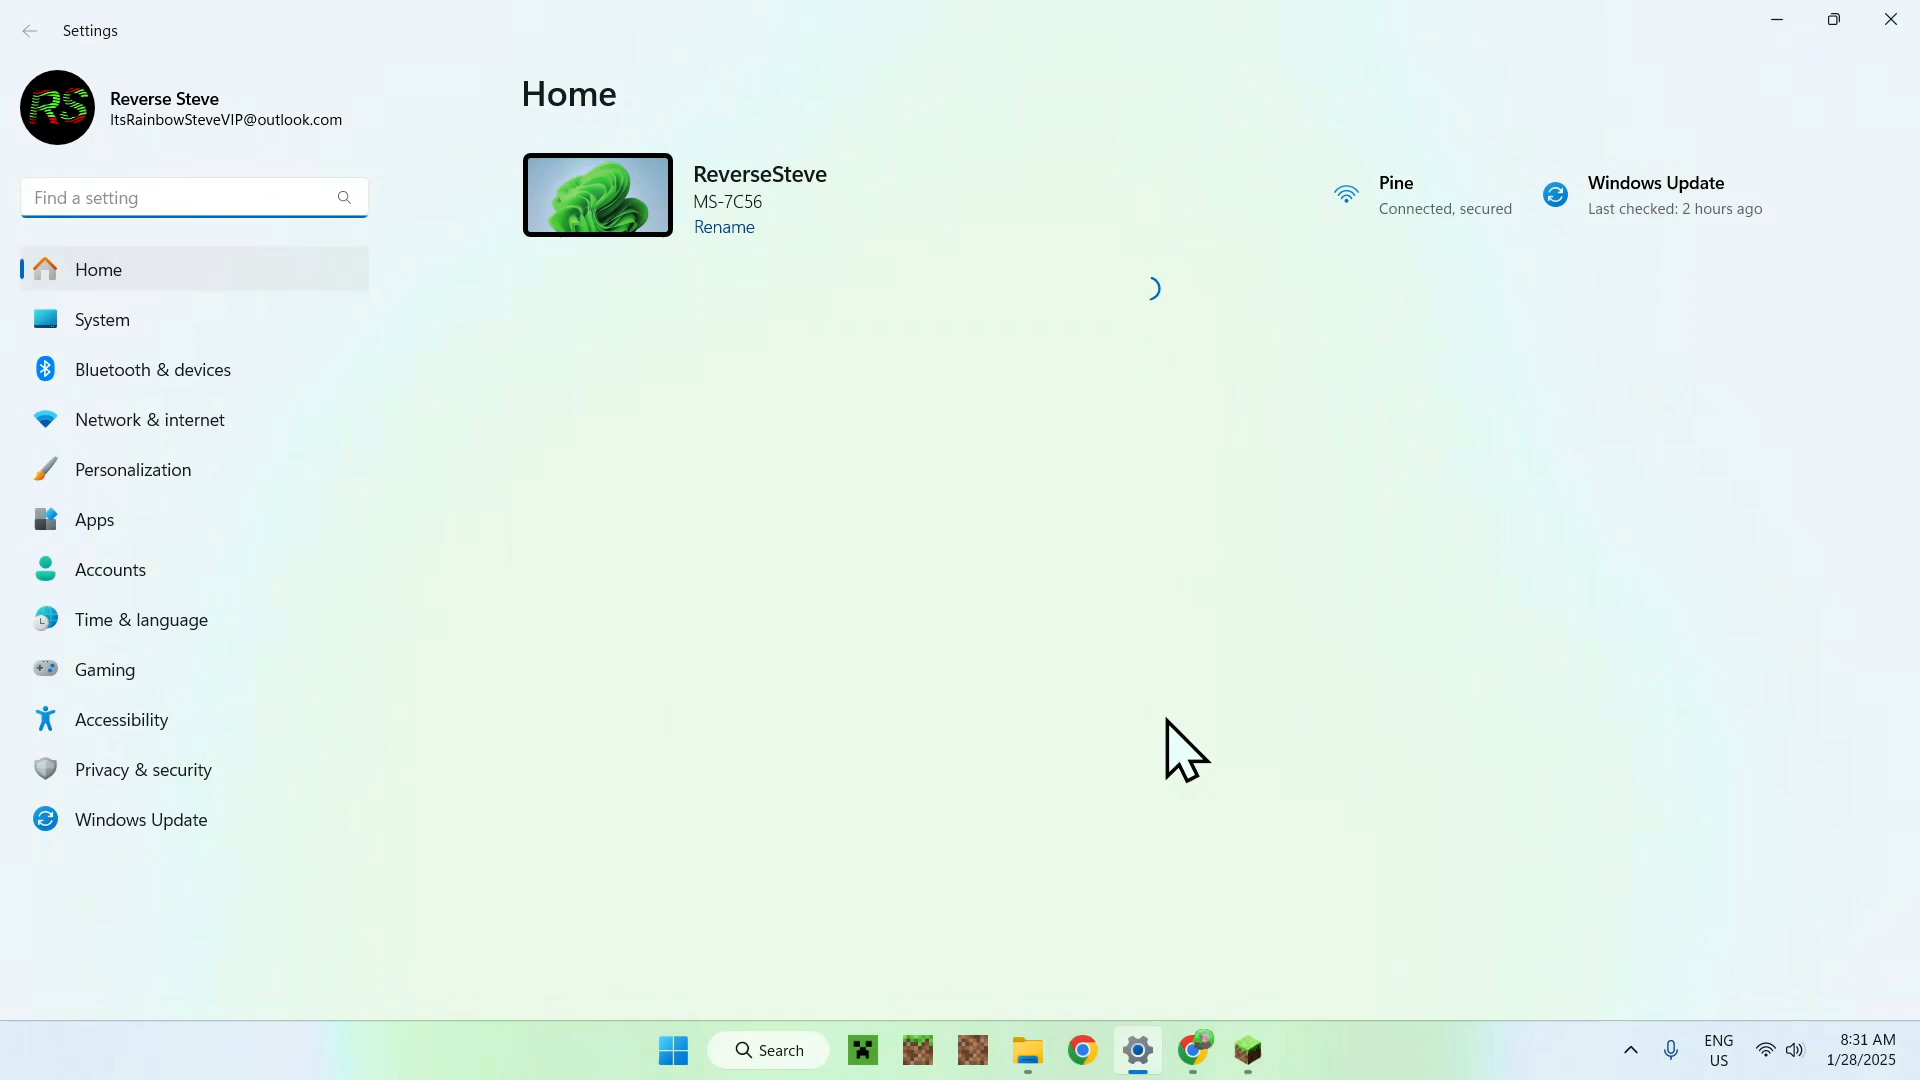 Settings
Reverse Steve
ItsRainbowSteveVIP@outlook.com
RS
Find a setting
Home
System
Bluetooth & devices
Network & internet
Personalization
Apps
Accounts
Time & language
Gaming
Accessibility
Privacy & security
Windows Update
Home
ReverseSteve
MS-7C56
Rename
Pine
Connected, secured
Windows Update
Last checked: 2 hours ago
Search
ENG
US
8:31 AM
1/28/2025